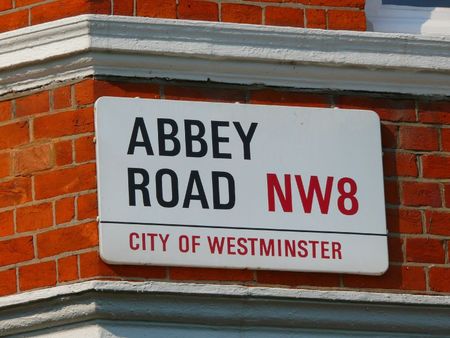 ABBEY
ROAD NW8
CITY OF WESTMINSTER